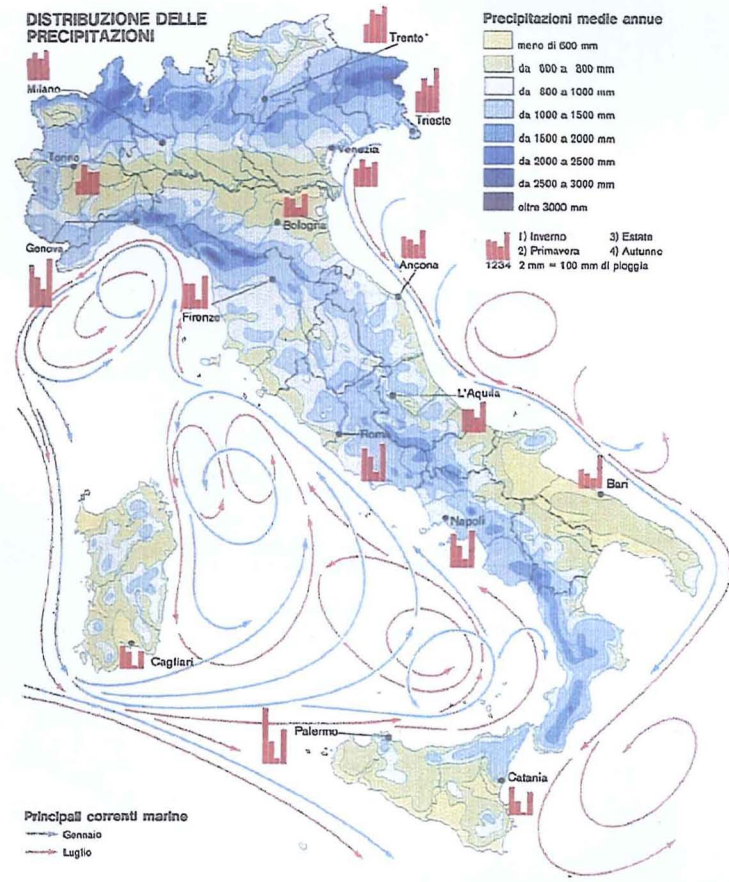 DISTRIBUZIONE DELLE
PRECIPITAZIONI
Precipitazioni medie annue
meno di 600 mm
da 600 a 800 mm
da 800 a 1000 mm
da 1000 a 1500 mm
da 1500 a 2000 mm
da 2000 a 2500 mm
da 2500 a 3000 mm
oltre 3000 mm
1) Inverno
3) Estate
2) Primavera
4) Autunno
1234
2 mm = 100 mm di pioggia
Trento
Milano
Trieste
Venezia
Torino
Bologna
Genova
Ancona
Firenze
L'Aquila
Roma
Bari
Napoli
Cagliari
Palermo
Catania
Principali correnti marine
Gennaio
Luglio